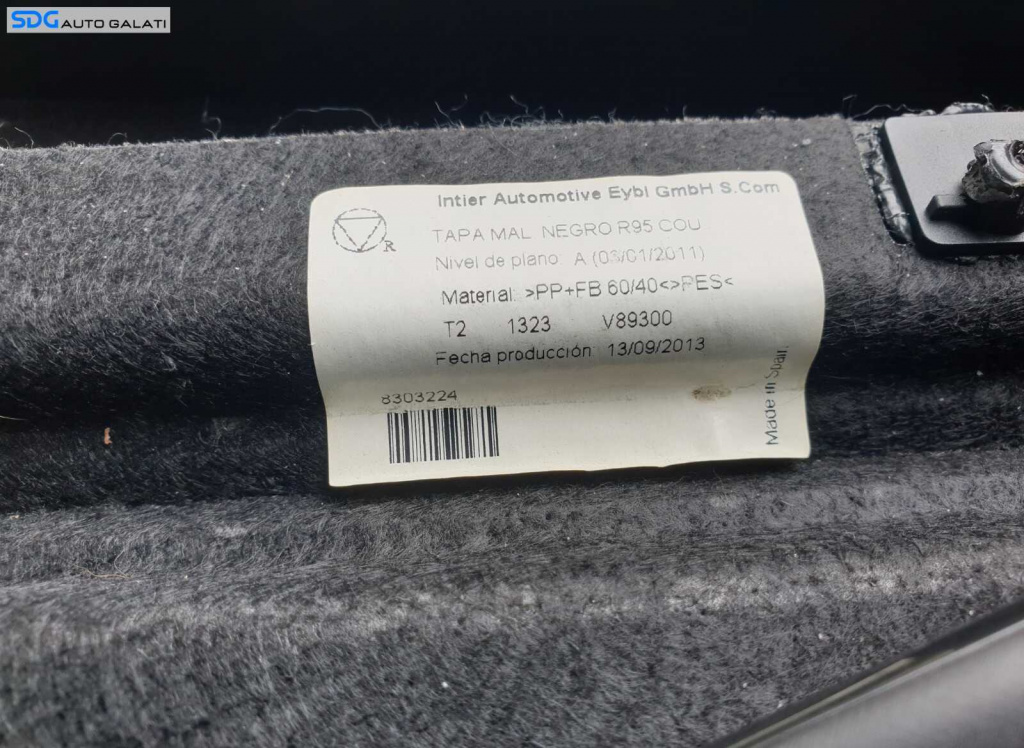 SDG AUTO GALATI
Intier Automotive Eybl GmbH S.Com
R
TAPA MAL NEGRO R95 COU
Nivel de plano: A (03/01/2011)
Material: >PP+FB 60/40<>PES<
T2 1323 V89300
Fecha producción: 13/09/2013
8303224
Made in Spain